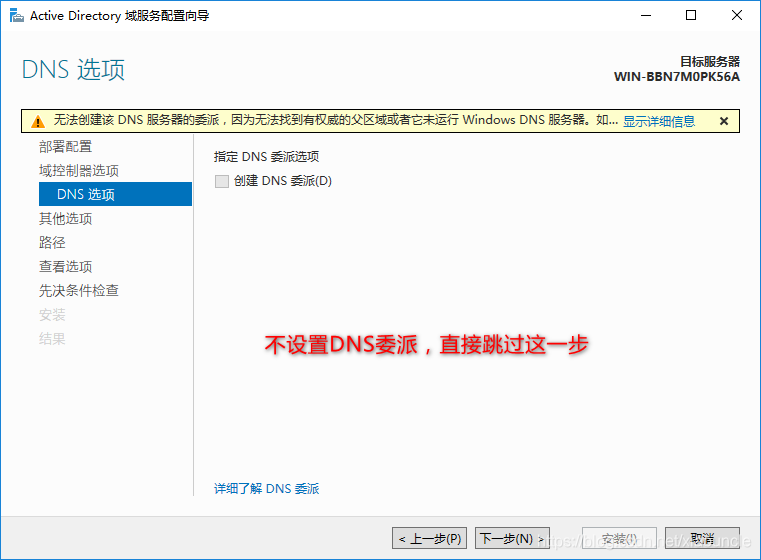 Active Directory 域服务配置向导
DNS 选项
目标服务器
WIN-BBN7M0PK56A
无法创建该 DNS 服务器的委派，因为无法找到有权威的父区域或者它未运行 Windows DNS 服务器。如... 显示详细信息
部署配置
域控制器选项
DNS 选项
其他选项
路径
查看选项
先决条件检查
安装
结果
指定 DNS 委派选项
创建 DNS 委派(D)
不设置DNS委派，直接跳过这一步
详细了解 DNS 委派
< 上一步(P) 下一步(N) > 安装(I) 取消